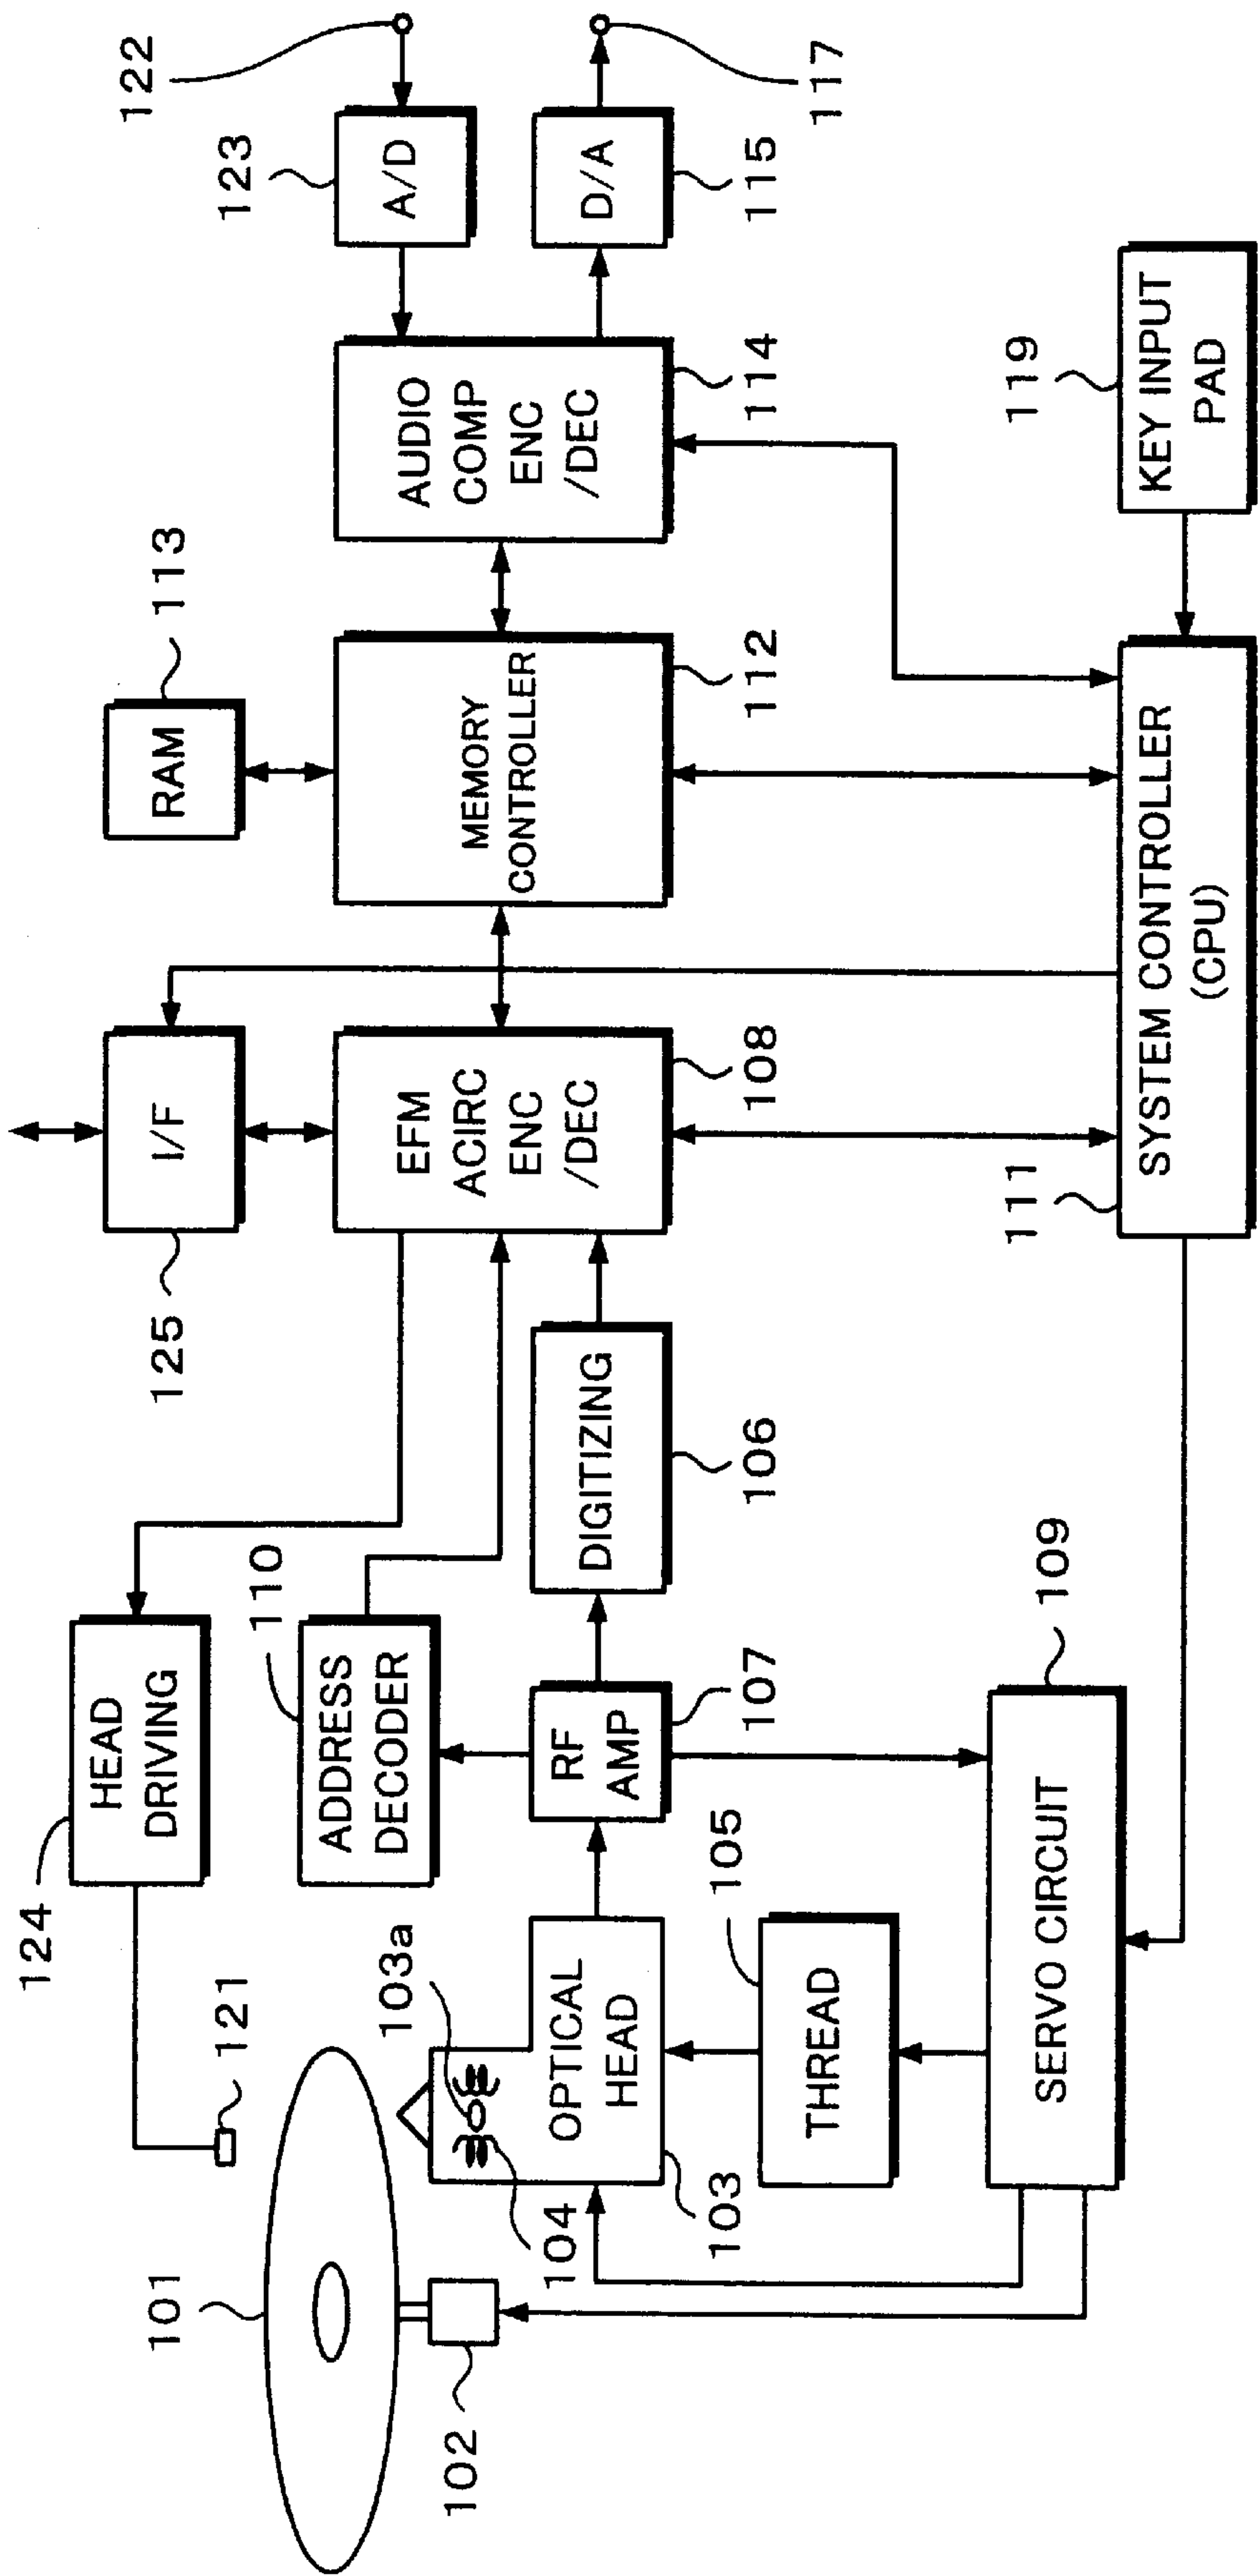 122
123
A/D
D/A
115
117
113
RAM
AUDIO
COMP
ENC
/DEC
114
MEMORY
CONTROLLER
112
119
KEY INPUT
PAD
125
I/F
EFM
ACIRC
ENC
/DEC
108
111
SYSTEM CONTROLLER
(CPU)
124
HEAD
DRIVING
110
ADDRESS
DECODER
DIGITIZING
106
RF
AMP
107
121
101
102
103a
104
OPTICAL
HEAD
103
105
THREAD
109
SERVO CIRCUIT